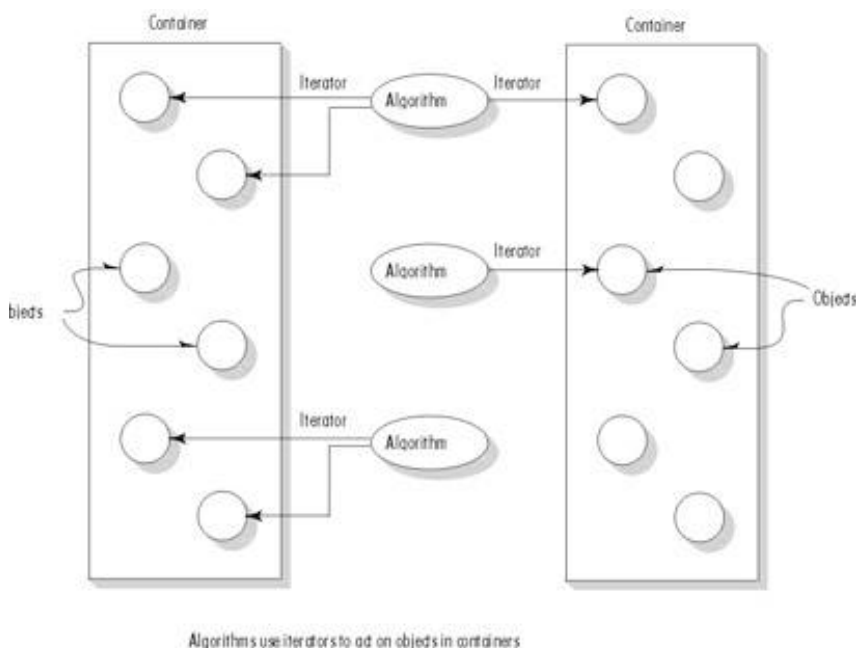 Container
Container
Iterator
Algorithm
Iterator
Algorithm
Iterator
bjects
Objects
Iterator
Algorithm
Algorithms use iterators to act on objects in containers